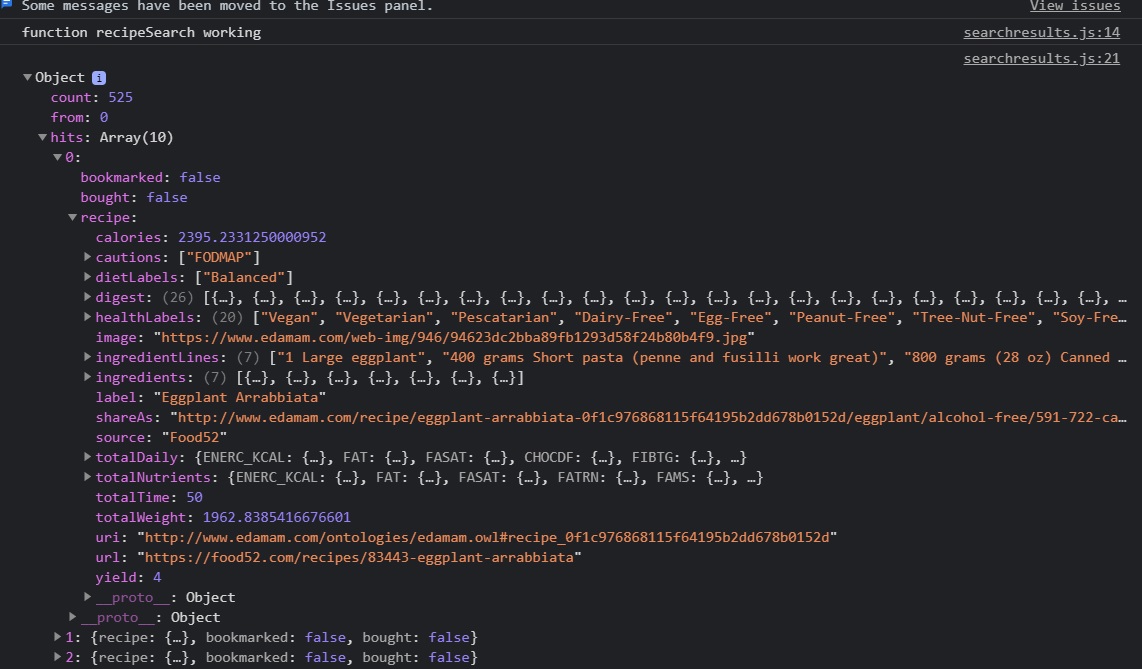 Some messages have been moved to the Issues panel. View issues
function recipeSearch working searchresults.js:14
searchresults.js:21
▼Object i
count: 525
from: 0
▼hits: Array(10)
▼0:
bookmarked: false
bought: false
▼recipe:
calories: 2395.2331250000952
▶cautions: ["FODMAP"]
▶dietLabels: ["Balanced"]
▶digest: (26) [{…}, {…}, {…}, {…}, {…}, {…}, {…}, {…}, {…}, {…}, {…}, {…}, {…}, {…}, {…}, {…}, {…}, {…}, {…}, {…}, {…}, {…}, …
▶healthLabels: (20) ["Vegan", "Vegetarian", "Pescatarian", "Dairy-Free", "Egg-Free", "Peanut-Free", "Tree-Nut-Free", "Soy-Fre…
image: "https://www.edamam.com/web-img/946/94623dc2bba89fb1293d58f24b80b4f9.jpg"
▶ingredientLines: (7) ["1 Large eggplant", "400 grams Short pasta (penne and fusilli work great)", "800 grams (28 oz) Canned …
▶ingredients: (7) [{…}, {…}, {…}, {…}, {…}, {…}, {…}]
label: "Eggplant Arrabbiata"
shareAs: "http://www.edamam.com/recipe/eggplant-arrabbiata-0f1c976868115f64195b2dd678b0152d/eggplant/alcohol-free/591-722-ca…
source: "Food52"
▶totalDaily: {ENERC_KCAL: {…}, FAT: {…}, FASAT: {…}, CHOCDF: {…}, FIBTG: {…}, …}
▶totalNutrients: {ENERC_KCAL: {…}, FAT: {…}, FASAT: {…}, FATRN: {…}, FAMS: {…}, …}
totalTime: 50
totalWeight: 1962.8385416676601
uri: "http://www.edamam.com/ontologies/edamam.owl#recipe_0f1c976868115f64195b2dd678b0152d"
url: "https://food52.com/recipes/83443-eggplant-arrabbiata"
yield: 4
▶__proto__: Object
▶__proto__: Object
▶1: {recipe: {…}, bookmarked: false, bought: false}
▶2: {recipe: {…}, bookmarked: false, bought: false}